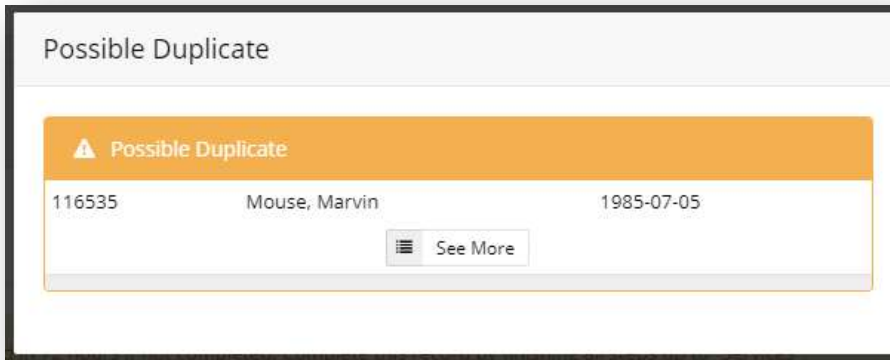 Possible Duplicate
Possible Duplicate
116535 Mouse, Marvin 1985-07-05
See More